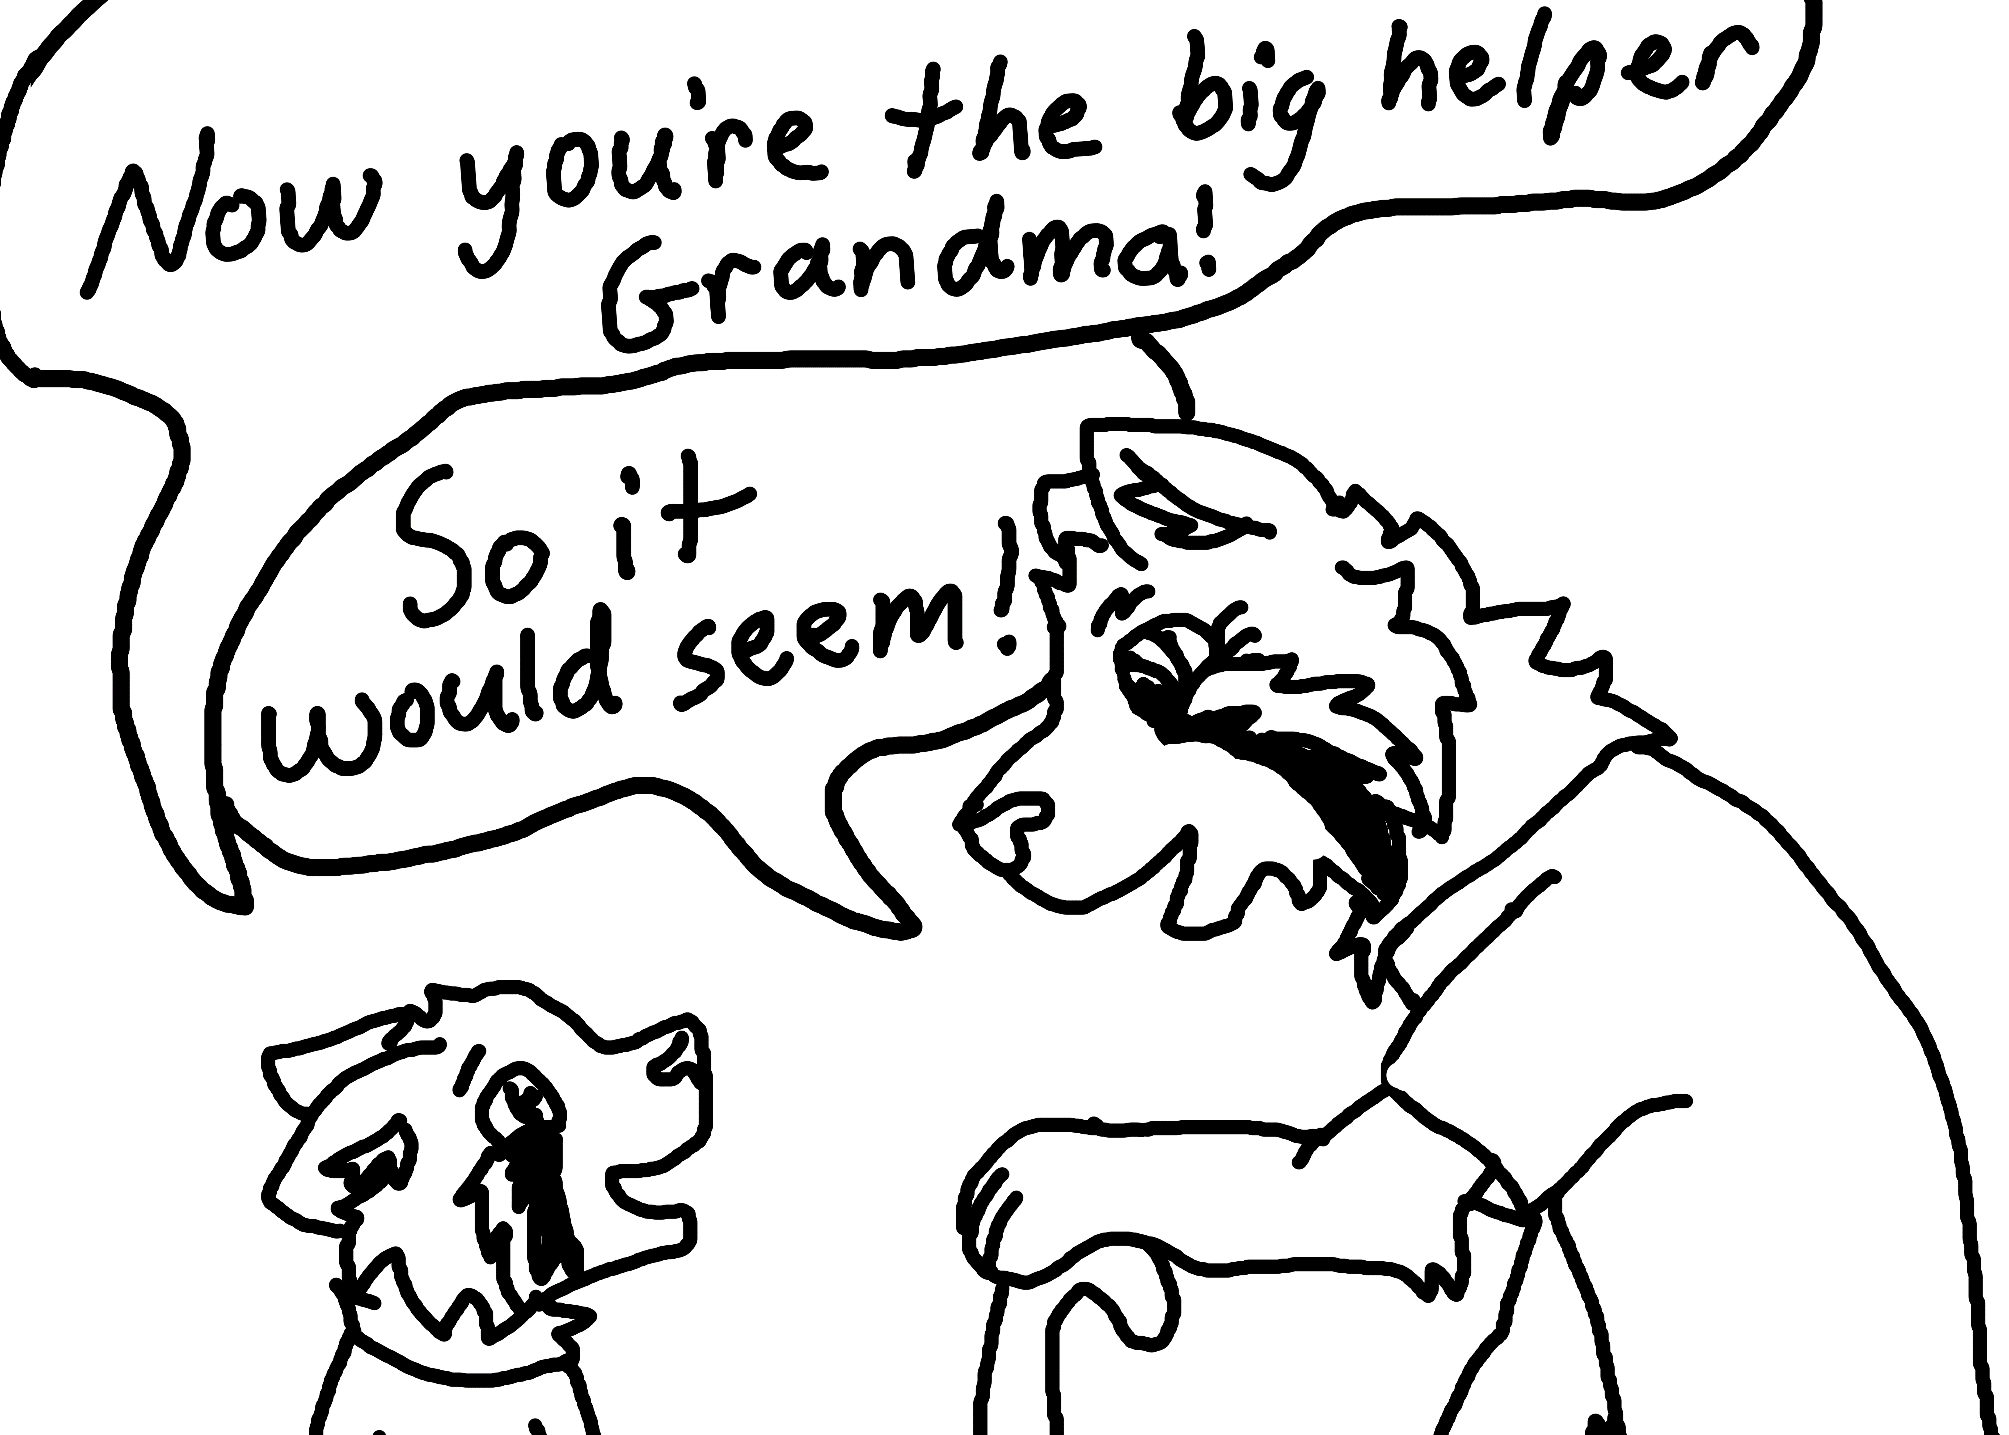 Now you're the big helper
Grandma!
So it
would seem!